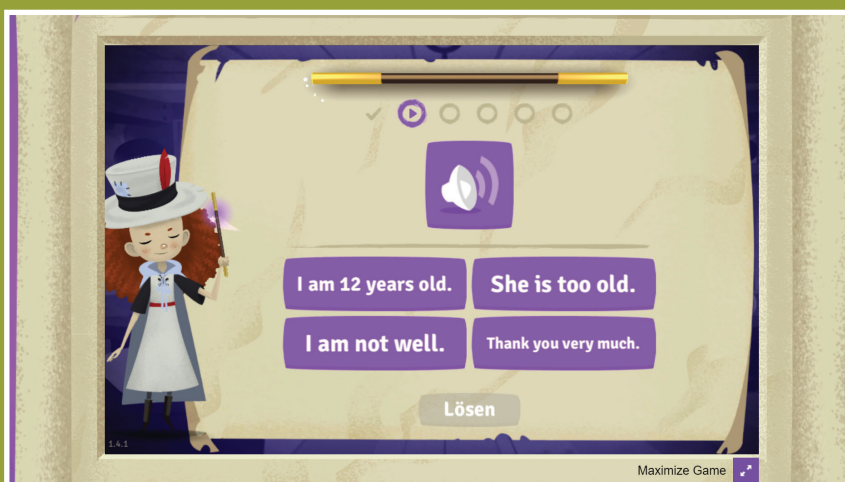 I am 12 years old.
She is too old.
I am not well.
Thank you very much.
Lösen
1.4.1
Maximize Game